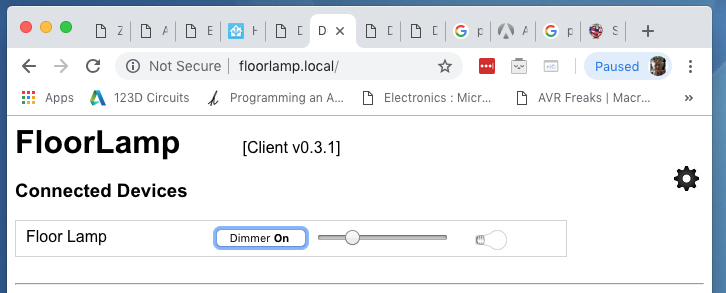 Z
A
E
H
D
D
D
D
p
A
p
S
Not Secure | floorlamp.local/
Paused
Apps 123D Circuits Programming an A... Electronics : Micr... AVR Freaks | Macr... »
FloorLamp [Client v0.3.1]
Connected Devices
Floor Lamp Dimmer On